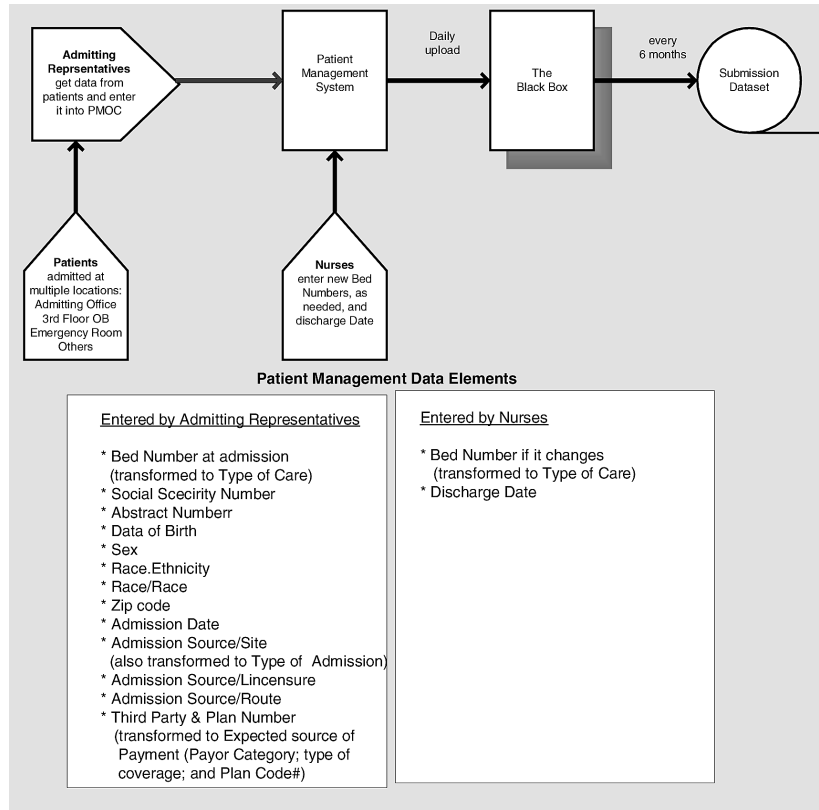 Admitting
Reprsentatives
get data from
patients and enter
it into PMOC
Patient
Management
System
Daily
upload
The
Black Box
every
6 months
Submission
Dataset
Patients
admitted at
multiple locations:
Admitting Office
3rd Floor OB
Emergency Room
Others
Nurses
enter new Bed
Numbers, as
needed, and
discharge Date
Patient Management Data Elements
Entered by Admitting Representatives
* Bed Number at admission
(transformed to Type of Care)
* Social Scecirity Number
* Abstract Numberr
* Data of Birth
* Sex
* Race.Ethnicity
* Race/Race
* Zip code
* Admission Date
* Admission Source/Site
(also transformed to Type of Admission)
* Admission Source/Lincensure
* Admission Source/Route
* Third Party & Plan Number
(transformed to Expected source of
Payment (Payor Category; type of
coverage; and Plan Code#)
Entered by Nurses
* Bed Number if it changes
(transformed to Type of Care)
* Discharge Date